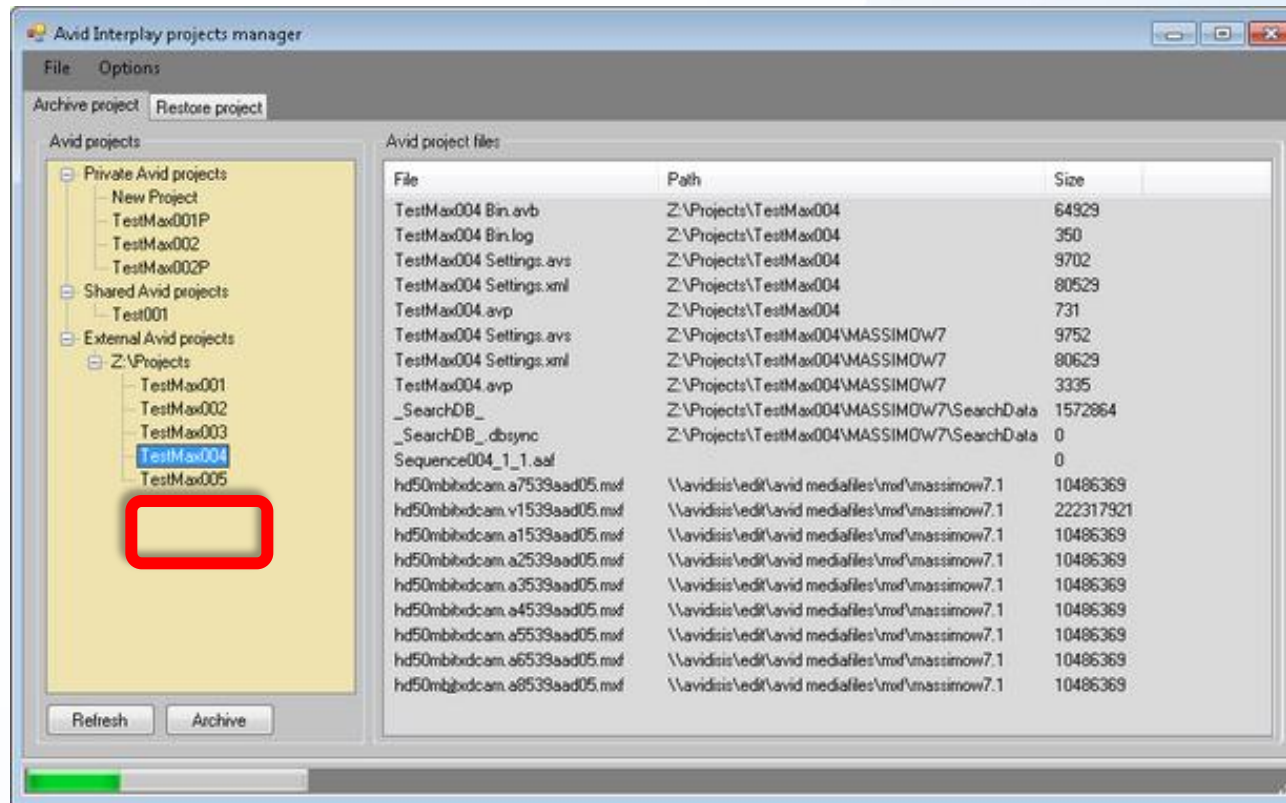 Avid Interplay projects manager
File Options
Archive project Restore project
Avid projects
Private Avid projects
New Project
TestMax001P
TestMax002
TestMax002P
Shared Avid projects
Test001
External Avid projects
Z:\Projects
TestMax001
TestMax002
TestMax003
TestMax004
TestMax005
Refresh Archive
Avid project files
File Path Size
TestMax004 Bin.avb Z:\Projects\TestMax004 64929
TestMax004 Bin.log Z:\Projects\TestMax004 350
TestMax004 Settings.avs Z:\Projects\TestMax004 9702
TestMax004 Settings.xml Z:\Projects\TestMax004 80529
TestMax004.avp Z:\Projects\TestMax004 731
TestMax004 Settings.avs Z:\Projects\TestMax004\MASSIMOW7 9752
TestMax004 Settings.xml Z:\Projects\TestMax004\MASSIMOW7 80629
TestMax004.avp Z:\Projects\TestMax004\MASSIMOW7 3335
_SearchDB_ Z:\Projects\TestMax004\MASSIMOW7\SearchData 1572864
_SearchDB_.dbsync Z:\Projects\TestMax004\MASSIMOW7\SearchData 0
Sequence004_1_1.aaf 0
hd50mbitxdcam.a7539aad05.mxf \\avidisis\edit\avid mediafiles\mxf\massimow7.1 10486369
hd50mbitxdcam.v1539aad05.mxf \\avidisis\edit\avid mediafiles\mxf\massimow7.1 222317921
hd50mbitxdcam.a1539aad05.mxf \\avidisis\edit\avid mediafiles\mxf\massimow7.1 10486369
hd50mbitxdcam.a2539aad05.mxf \\avidisis\edit\avid mediafiles\mxf\massimow7.1 10486369
hd50mbitxdcam.a3539aad05.mxf \\avidisis\edit\avid mediafiles\mxf\massimow7.1 10486369
hd50mbitxdcam.a4539aad05.mxf \\avidisis\edit\avid mediafiles\mxf\massimow7.1 10486369
hd50mbitxdcam.a5539aad05.mxf \\avidisis\edit\avid mediafiles\mxf\massimow7.1 10486369
hd50mbitxdcam.a6539aad05.mxf \\avidisis\edit\avid mediafiles\mxf\massimow7.1 10486369
hd50mbitxdcam.a8539aad05.mxf \\avidisis\edit\avid mediafiles\mxf\massimow7.1 10486369